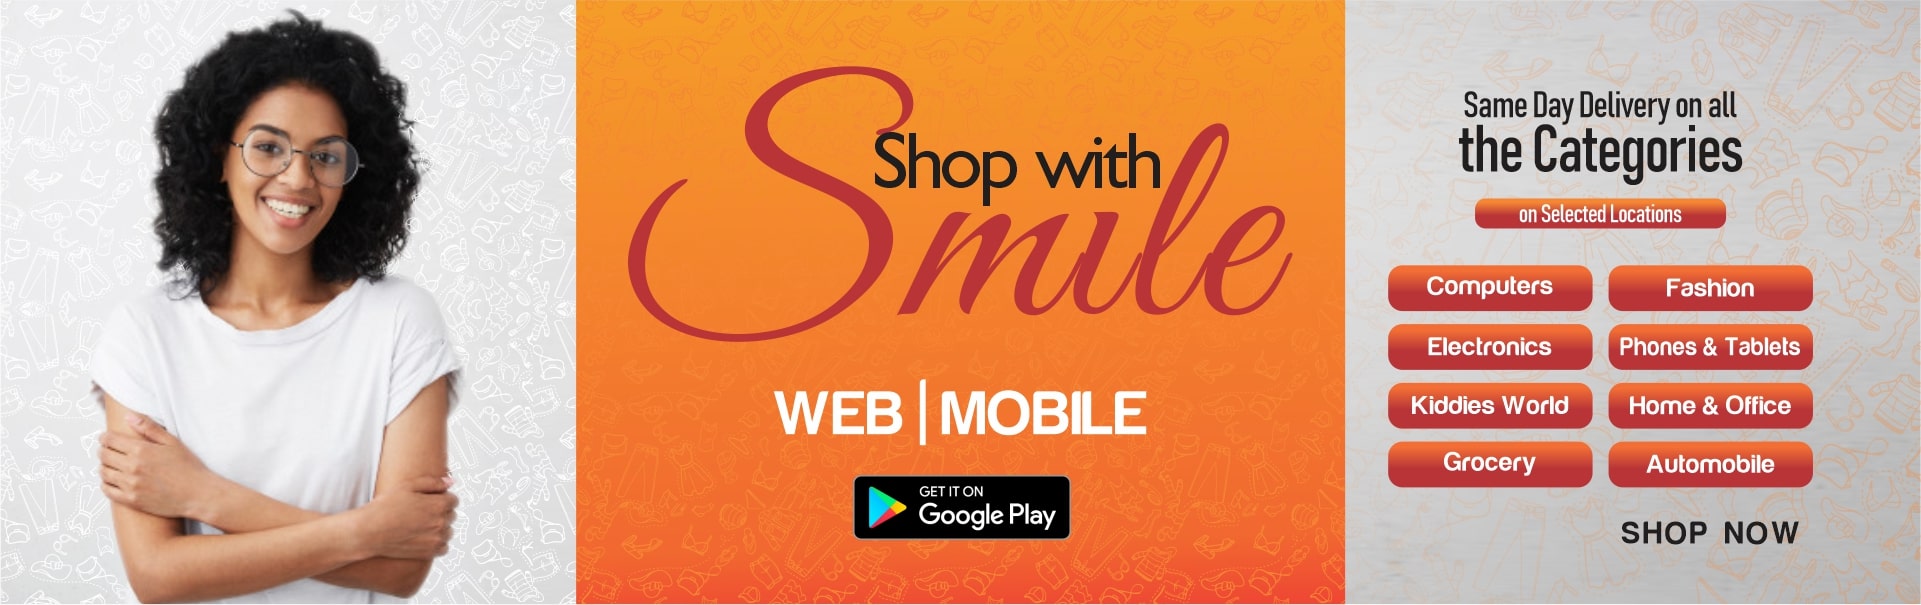 Shop with
Smile
WEB | MOBILE
GET IT ON
Google Play
Same Day Delivery on all
the Categories
on Selected Locations
Computers
Fashion
Electronics
Phones & Tablets
Kiddies World
Home & Office
Grocery
Automobile
SHOP NOW